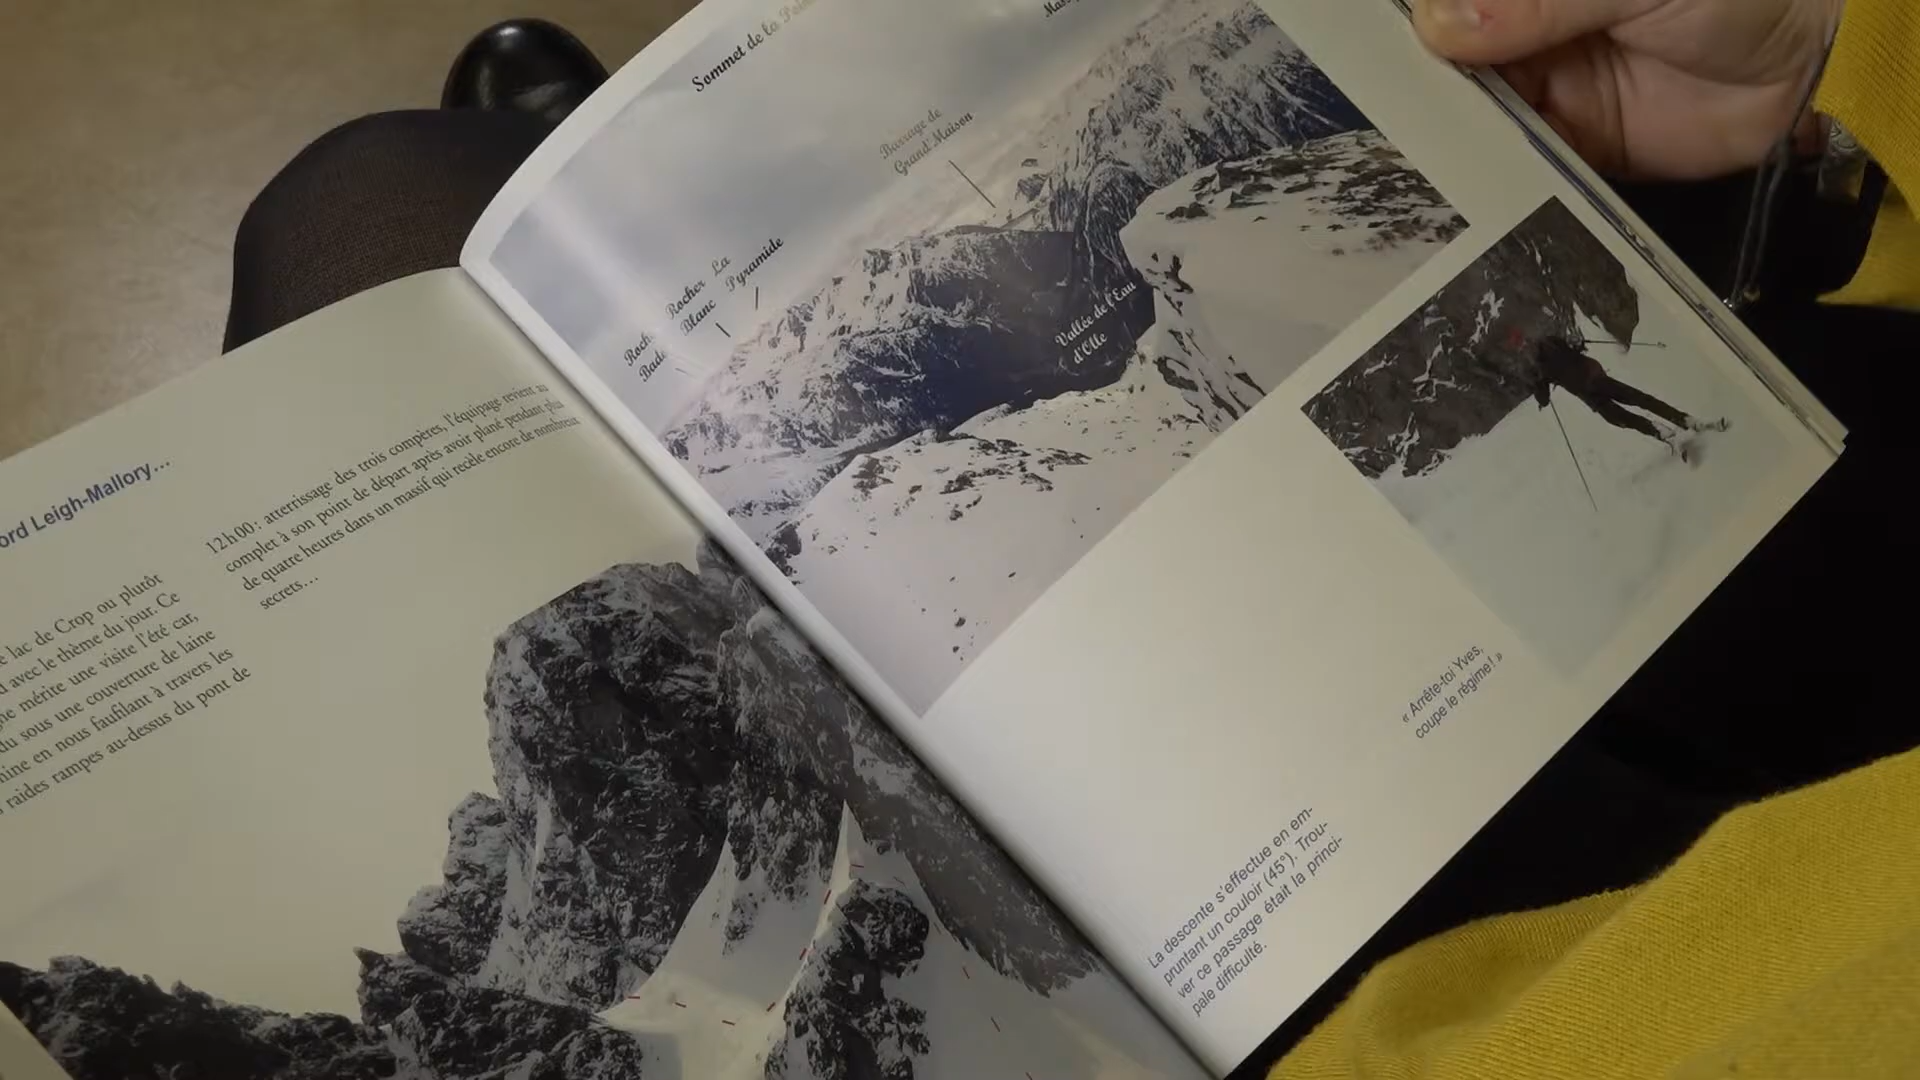 ord Leigh-Mallory...
lac de Crop ou plutôt
avec le thème du jour. Ce
mérite une visite l'été car,
sous une couverture de laine
en nous faufilant à travers les
raides rampes au-dessus du pont de
12h00: atterrissage des trois compères, l'équipage revient au
complet à son point de départ après avoir plané pendant plus
de quatre heures dans un massif qui recèle encore de nombreux
secrets...
Sommet de la
Barrage de
Grand'Maison
Rocher
Blanc
La
Pyramide
Vallée de l'Eau
d'Olle
« Arrête-toi Yves,
coupe le régime! »
La descente s'effectue en em-
pruntant un couloir (45°). Trou-
ver ce passage était la princi-
pale difficulté.